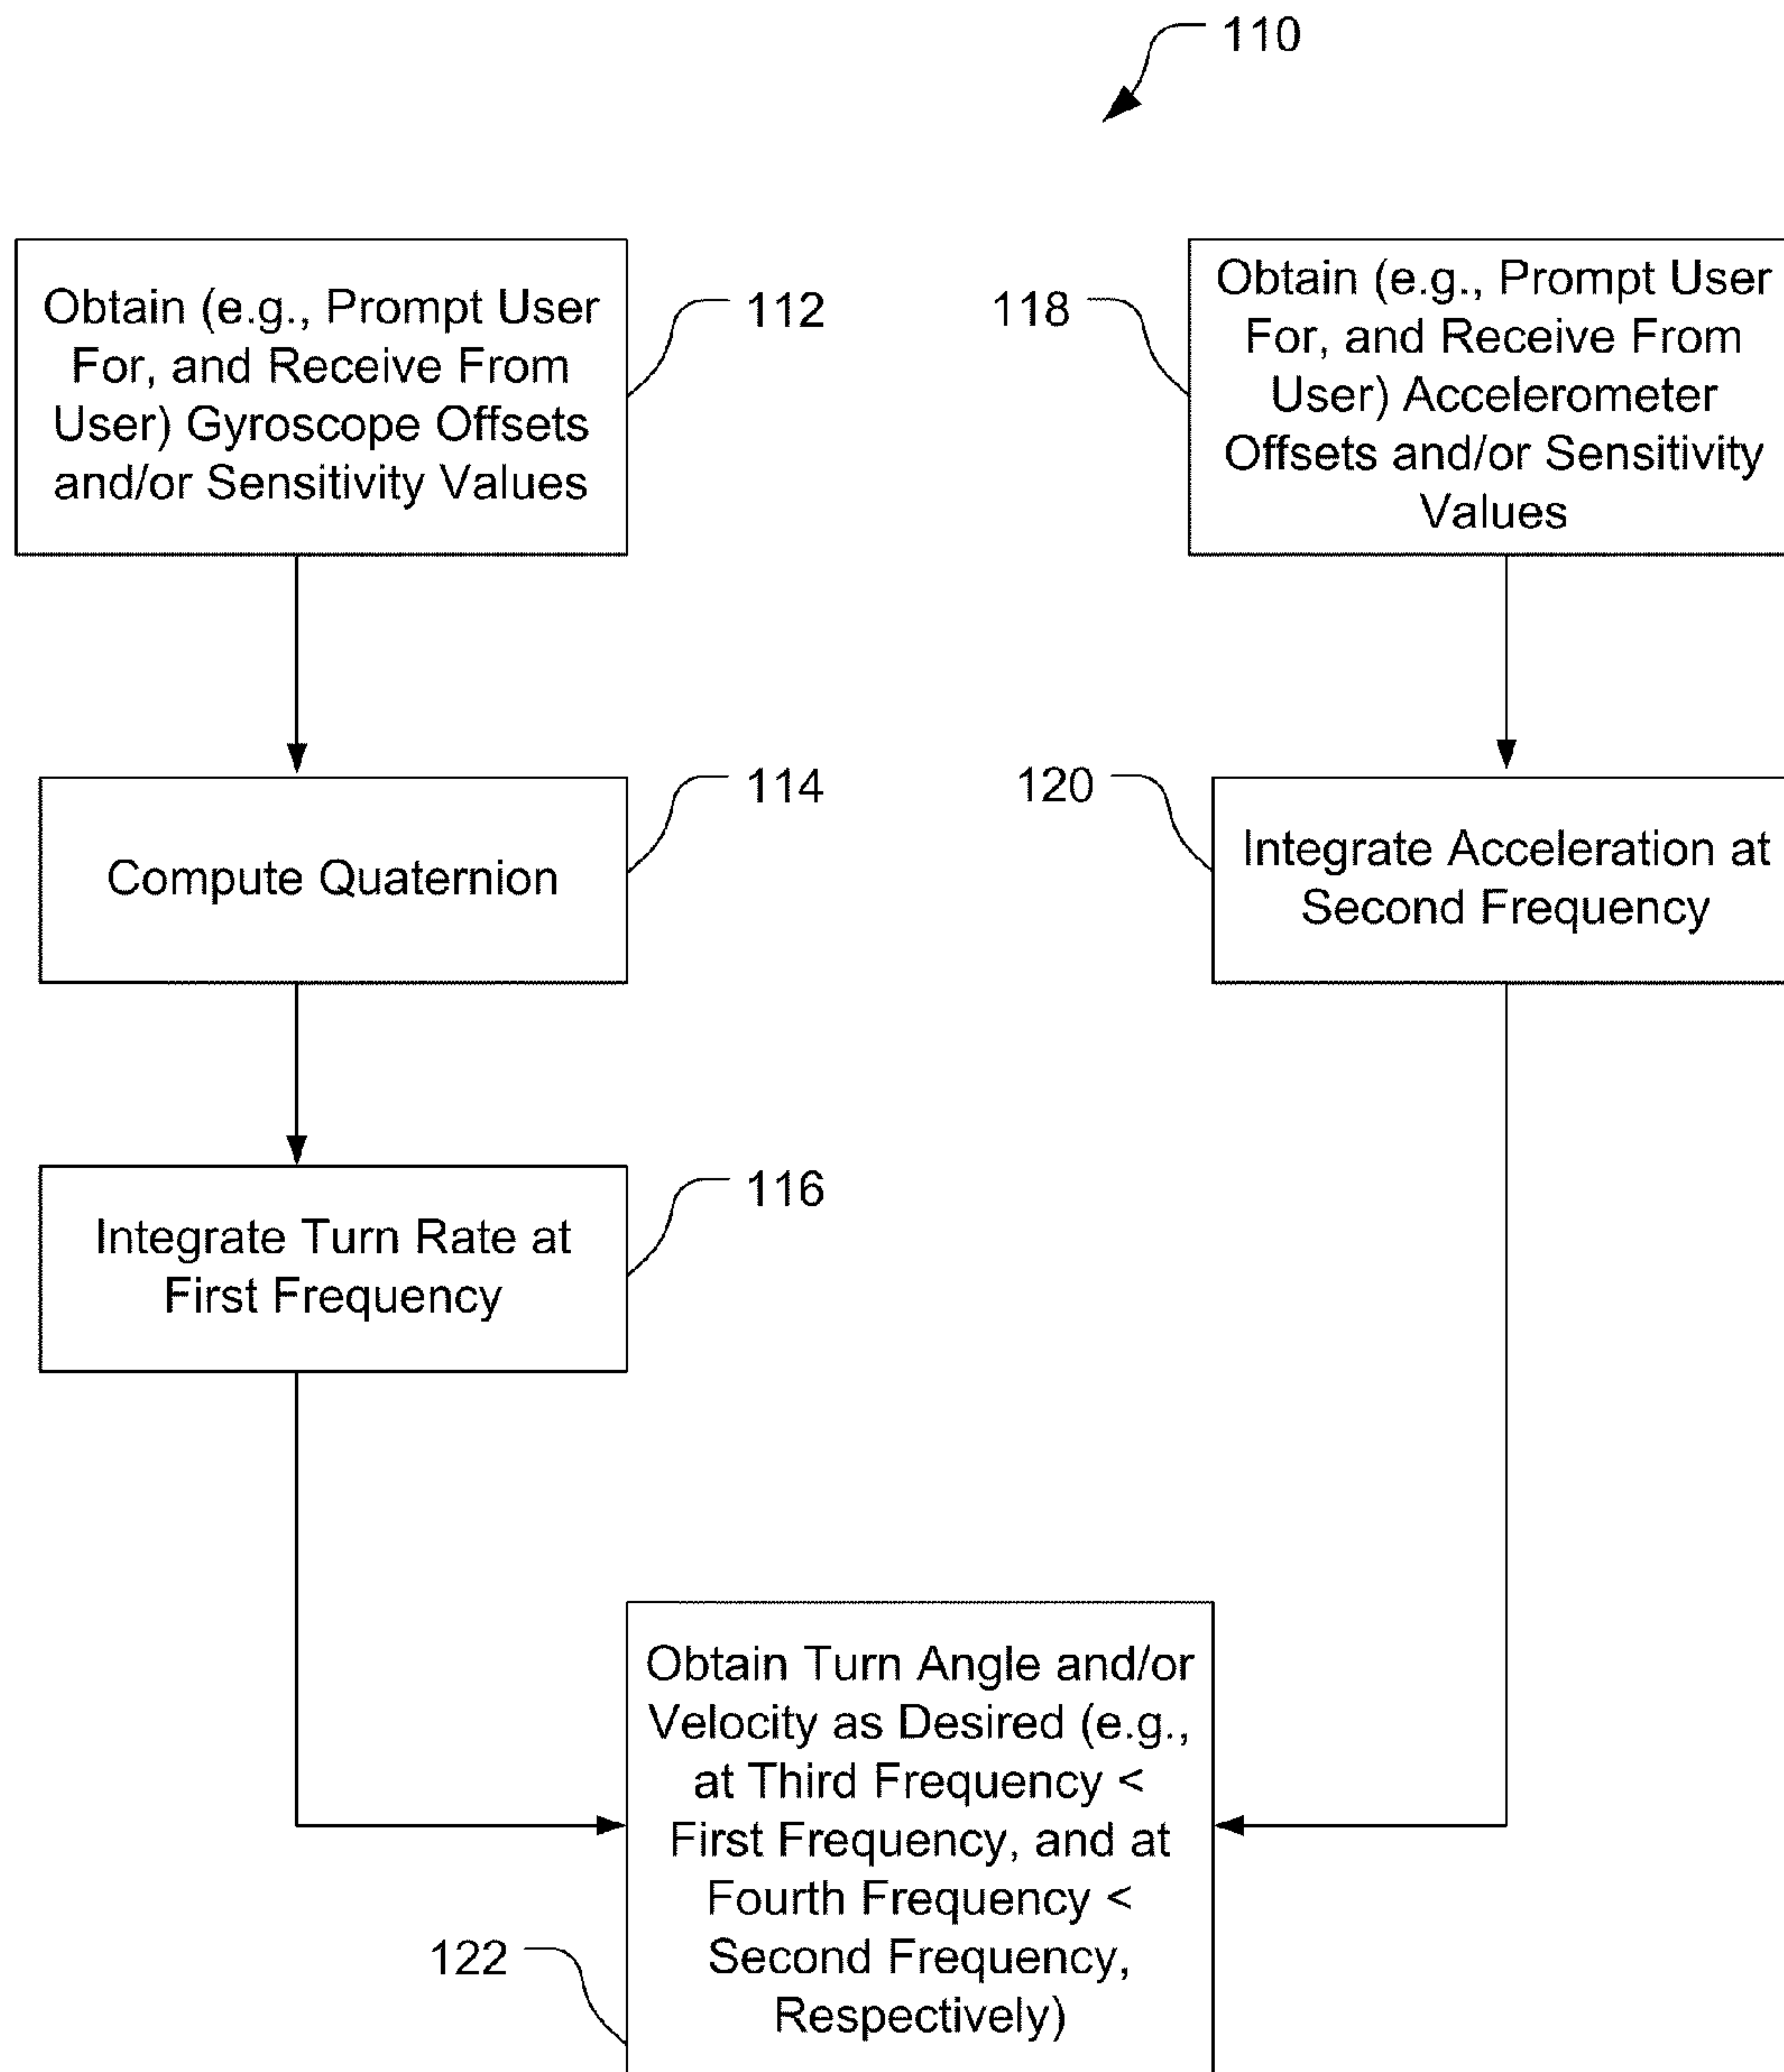 110
Obtain (e.g., Prompt User
For, and Receive From
User) Gyroscope Offsets
and/or Sensitivity Values
112
118
Obtain (e.g., Prompt User
For, and Receive From
User) Accelerometer
Offsets and/or Sensitivity
Values
Compute Quaternion
114
120
Integrate Acceleration at
Second Frequency
Integrate Turn Rate at
First Frequency
116
Obtain Turn Angle and/or
Velocity as Desired (e.g.,
at Third Frequency <
First Frequency, and at
Fourth Frequency <
Second Frequency,
Respectively)
122